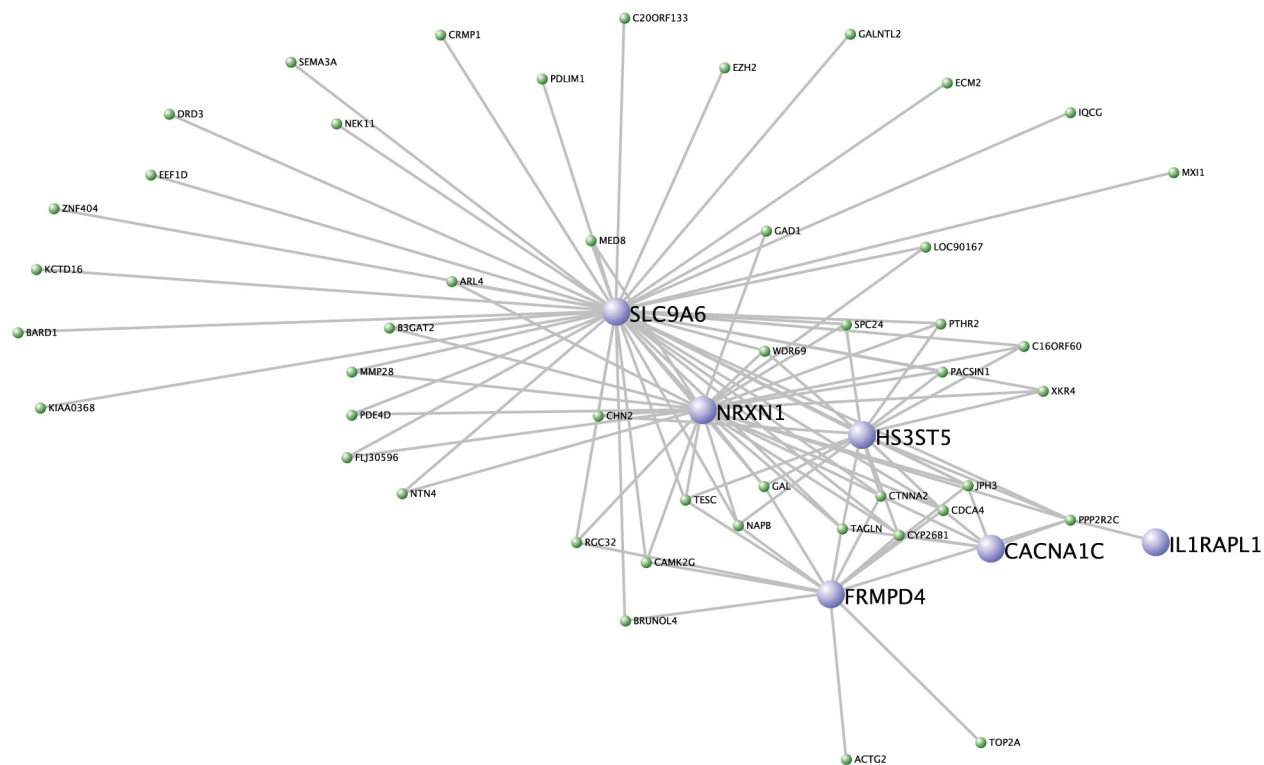 C20ORF133
CRMP1
GALNTL2
SEMA3A
EZH2
PDLIM1
ECM2
DRD3
IQCG
NEK11
MXI1
EEF1D
ZNF404
GAD1
MED8
LOC90167
KCTD16
ARL4
SLC9A6
SPC24
PTHR2
B3GAT2
BARD1
C16ORF60
WDR69
MMP28
PACSIN1
XKR4
KIAA0368
NRXN1
PDE4D
CHN2
HS3ST5
FLJ30596
GAL
JPH3
NTN4
CTNNA2
TESC
CDCA4
PPP2R2C
NAPB
TAGLN
CYP26B1
RGC32
IL1RAPL1
CACNA1C
CAMK2G
FRMPD4
BRUNOL4
TOP2A
ACTG2